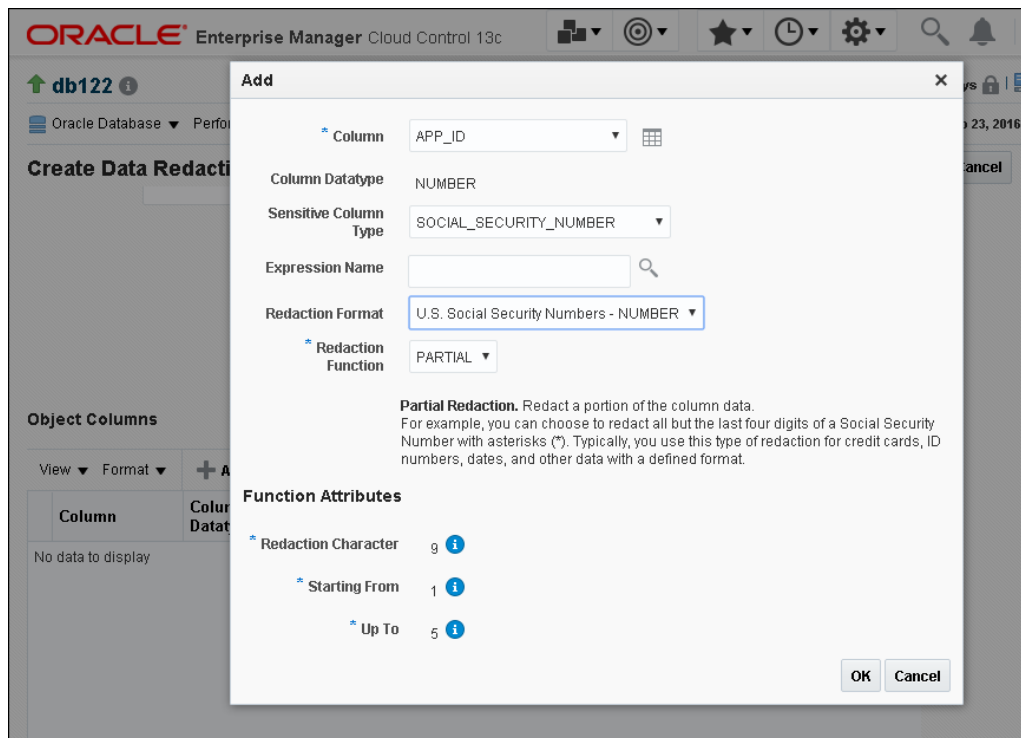 ORACLE® Enterprise Manager Cloud Control 13c
db122
Add
Oracle Database
Column APP_ID
23, 2016
Create Data
Column Datatype NUMBER
Sensitive Column Type SOCIAL_SECURITY_NUMBER
Expression Name
Redaction Format U.S. Social Security Numbers - NUMBER
* Redaction Function PARTIAL
Partial Redaction. Redact a portion of the column data.
For example, you can choose to redact all but the last four digits of a Social Security
Number with asterisks (*). Typically, you use this type of redaction for credit cards, ID
numbers, dates, and other data with a defined format.
Object Columns
View Format
Function Attributes
Column
No data to display
* Redaction Character 9
* Starting From 1
* Up To 5
OK Cancel